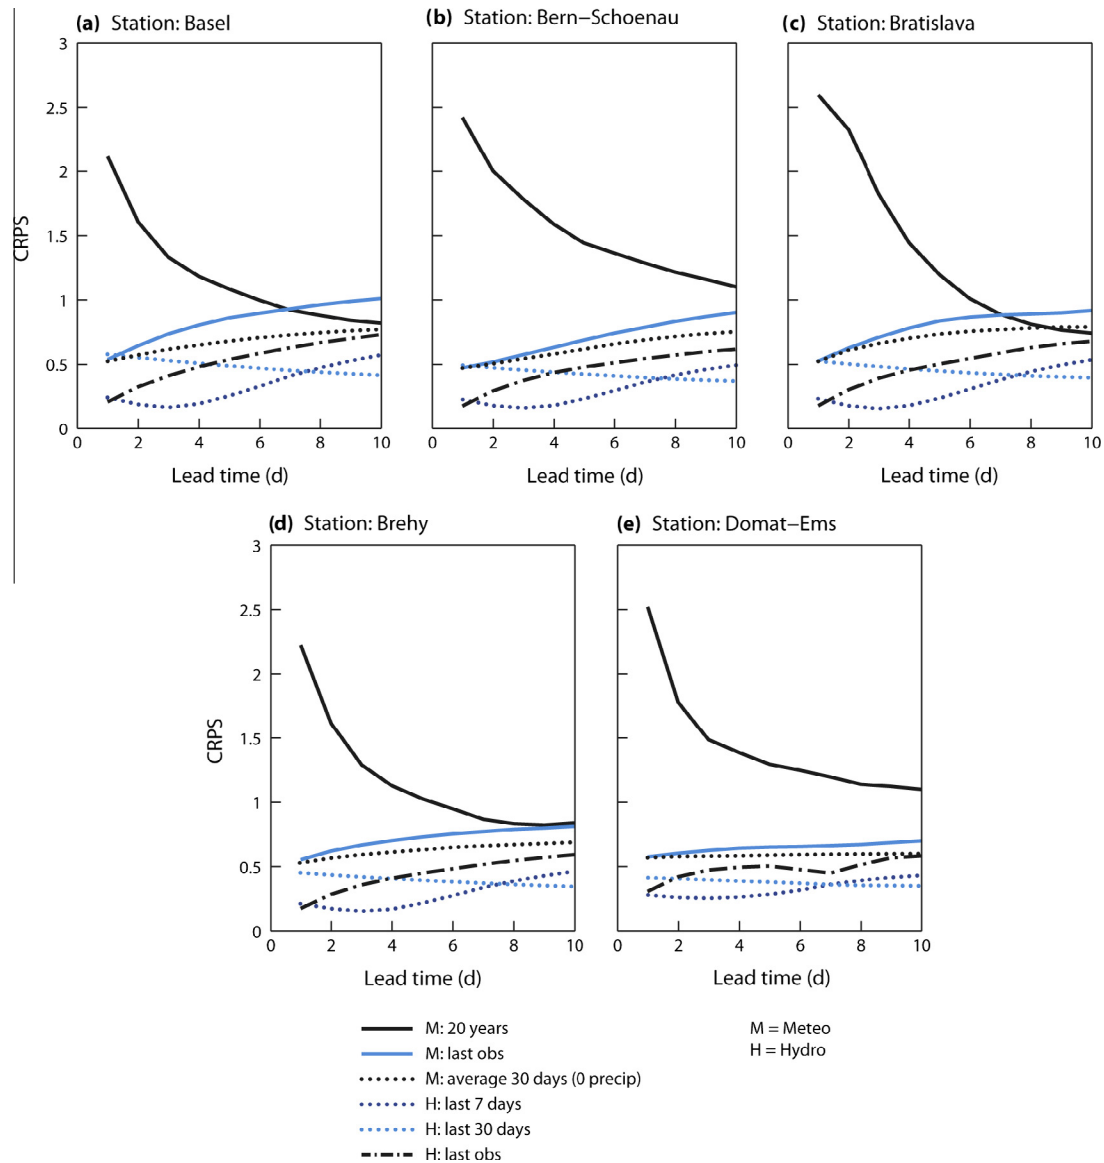 (a) Station: Basel
(b) Station: Bern−Schoenau
(c) Station: Bratislava
3
2.5
2
1.5
1
0.5
0
CRPS
0 2 4 6 8 10
0 2 4 6 8 10
0 2 4 6 8 10
Lead time (d)
Lead time (d)
Lead time (d)
(d) Station: Brehy
(e) Station: Domat−Ems
3
2.5
2
1.5
1
0.5
0
CRPS
0 2 4 6 8 10
0 2 4 6 8 10
Lead time (d)
Lead time (d)
M: 20 years
M: last obs
M: average 30 days (0 precip)
H: last 7 days
H: last 30 days
H: last obs
M = Meteo
H = Hydro